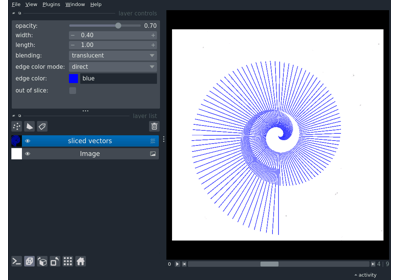 File View Plugins Window Help
layer controls
opacity: 0.70
width: 0.40
length: 1.00
blending: translucent
edge color mode: direct
edge color: blue
out of slice:
layer list
sliced vectors
Image
activity